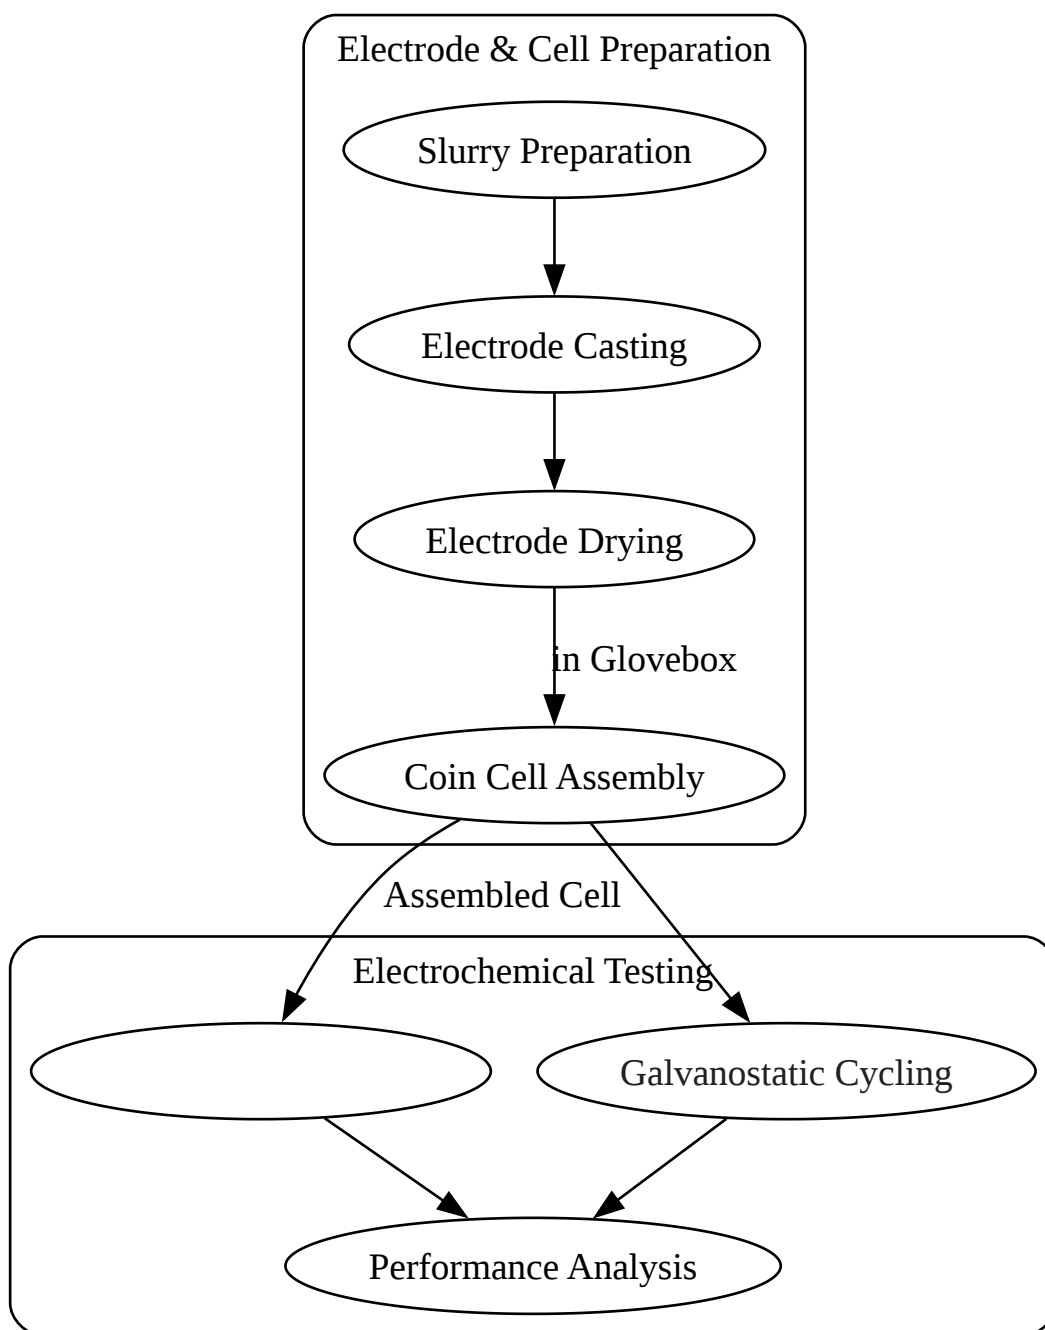 Electrode & Cell Preparation
Slurry Preparation
Electrode Casting
Electrode Drying
in Glovebox
Coin Cell Assembly
Assembled Cell
Electrochemical Testing
Galvanostatic Cycling
Performance Analysis